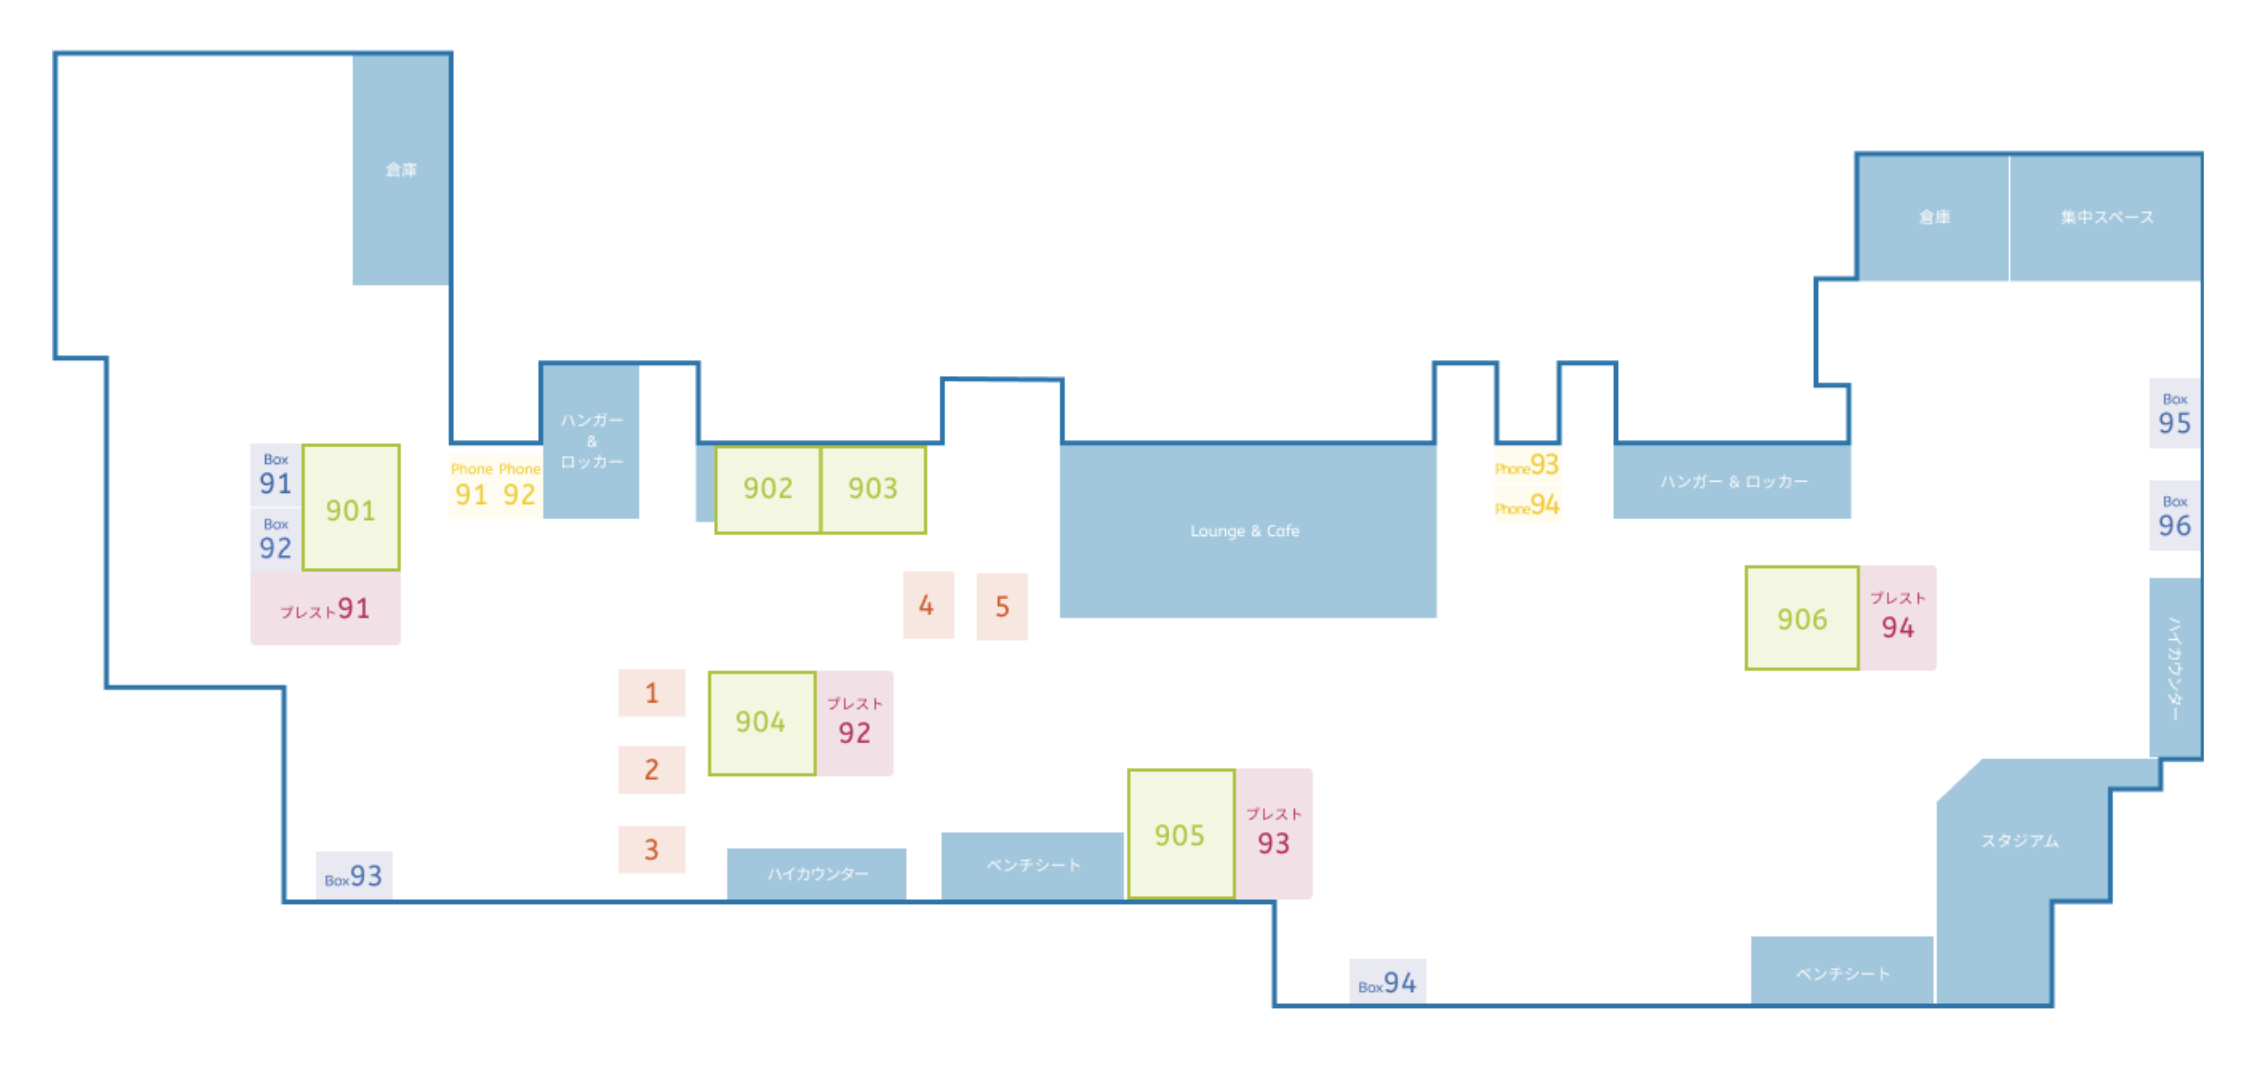 倉庫
倉庫
集中スペース
ハンガー
&
ロッカー
Box
91
Box
92
901
ブレスト91
Phone
91
Phone
92
902
903
Lounge & Cafe
Phone93
Phone94
ハンガー & ロッカー
Box
95
Box
96
4
5
906
ブレスト
94
ハイカウンター
1
2
3
904
ブレスト
92
905
ブレスト
93
Box93
ハイカウンター
ベンチシート
スタジアム
Box94
ベンチシート